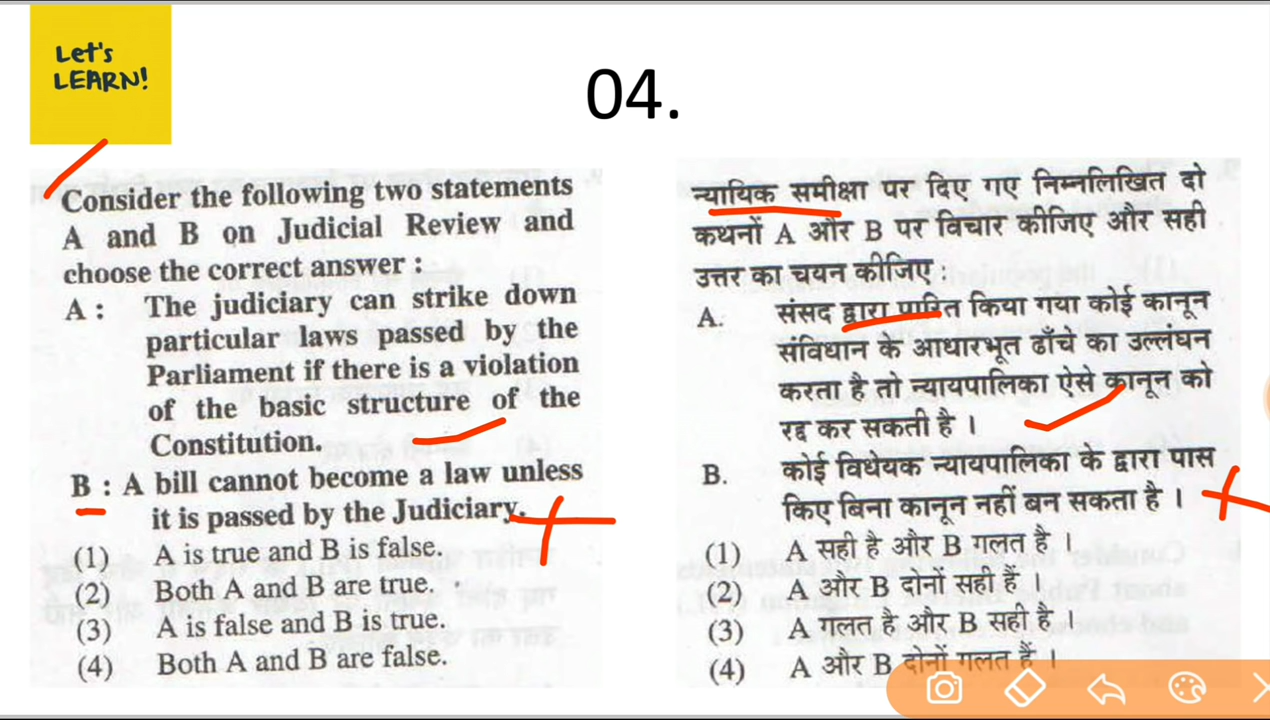 Let's
LEARN!
04.
Consider the following two statements
A and B on Judicial Review and
choose the correct answer :
A : The judiciary can strike down
particular laws passed by the
Parliament if there is a violation
of the basic structure of the
Constitution.
B : A bill cannot become a law unless
it is passed by the Judiciary.
(1) A is true and B is false.
(2) Both A and B are true.
(3) A is false and B is true.
(4) Both A and B are false.
न्यायिक समीक्षा पर दिए गए निम्नलिखित दो
कथनों A और B पर विचार कीजिए और सही
उत्तर का चयन कीजिए :
A. संसद द्वारा पारित किया गया कोई कानून
संविधान के आधारभूत ढाँचे का उल्लंघन
करता है तो न्यायपालिका ऐसे कानून को
रद्द कर सकती है ।
B. कोई विधेयक न्यायपालिका के द्वारा पास
किए बिना कानून नहीं बन सकता है ।
(1) A सही है और B गलत है ।
(2) A और B दोनों सही हैं ।
(3) A गलत है और B सही है ।
(4) A और B दोनों गलत हैं ।